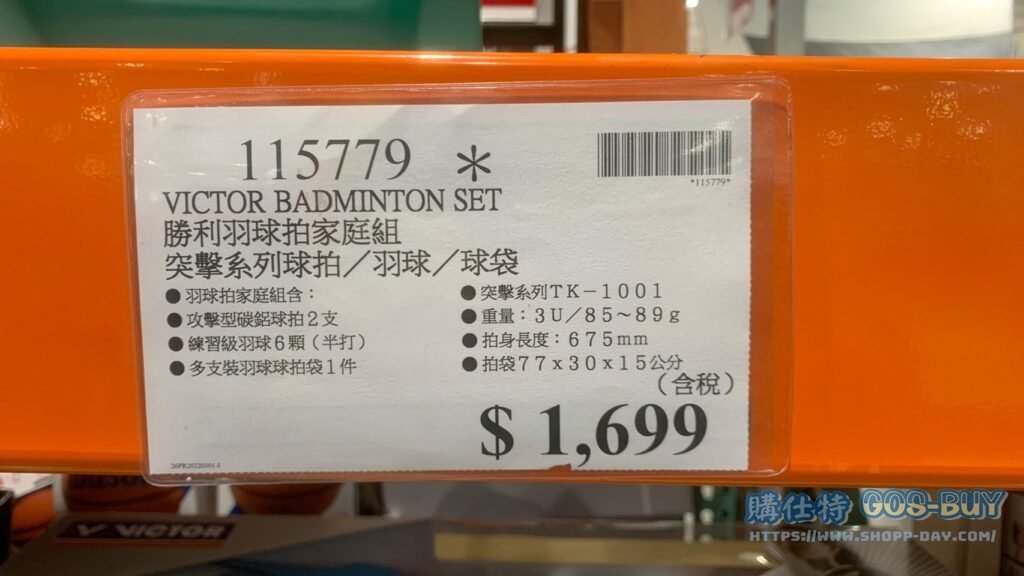 115779 *
*115779*
VICTOR BADMINTON SET
勝利羽球拍家庭組
突擊系列球拍／羽球／球袋
●羽球拍家庭組含：
●攻擊型碳鋁球拍２支
●練習級羽球６顆（半打）
●多支裝羽球球拍袋１件
●突擊系列ＴＫ－１００１
●重量：３Ｕ／８５～８９ｇ
●拍身長度：６７５mm
●拍袋７７ｘ３０ｘ１５公分
（含稅）
$ 1,699
26PR20220301-I
VICTOR
購仕特 GOS-BUY
HTTPS://WWW.SHOPP-DAY.COM/